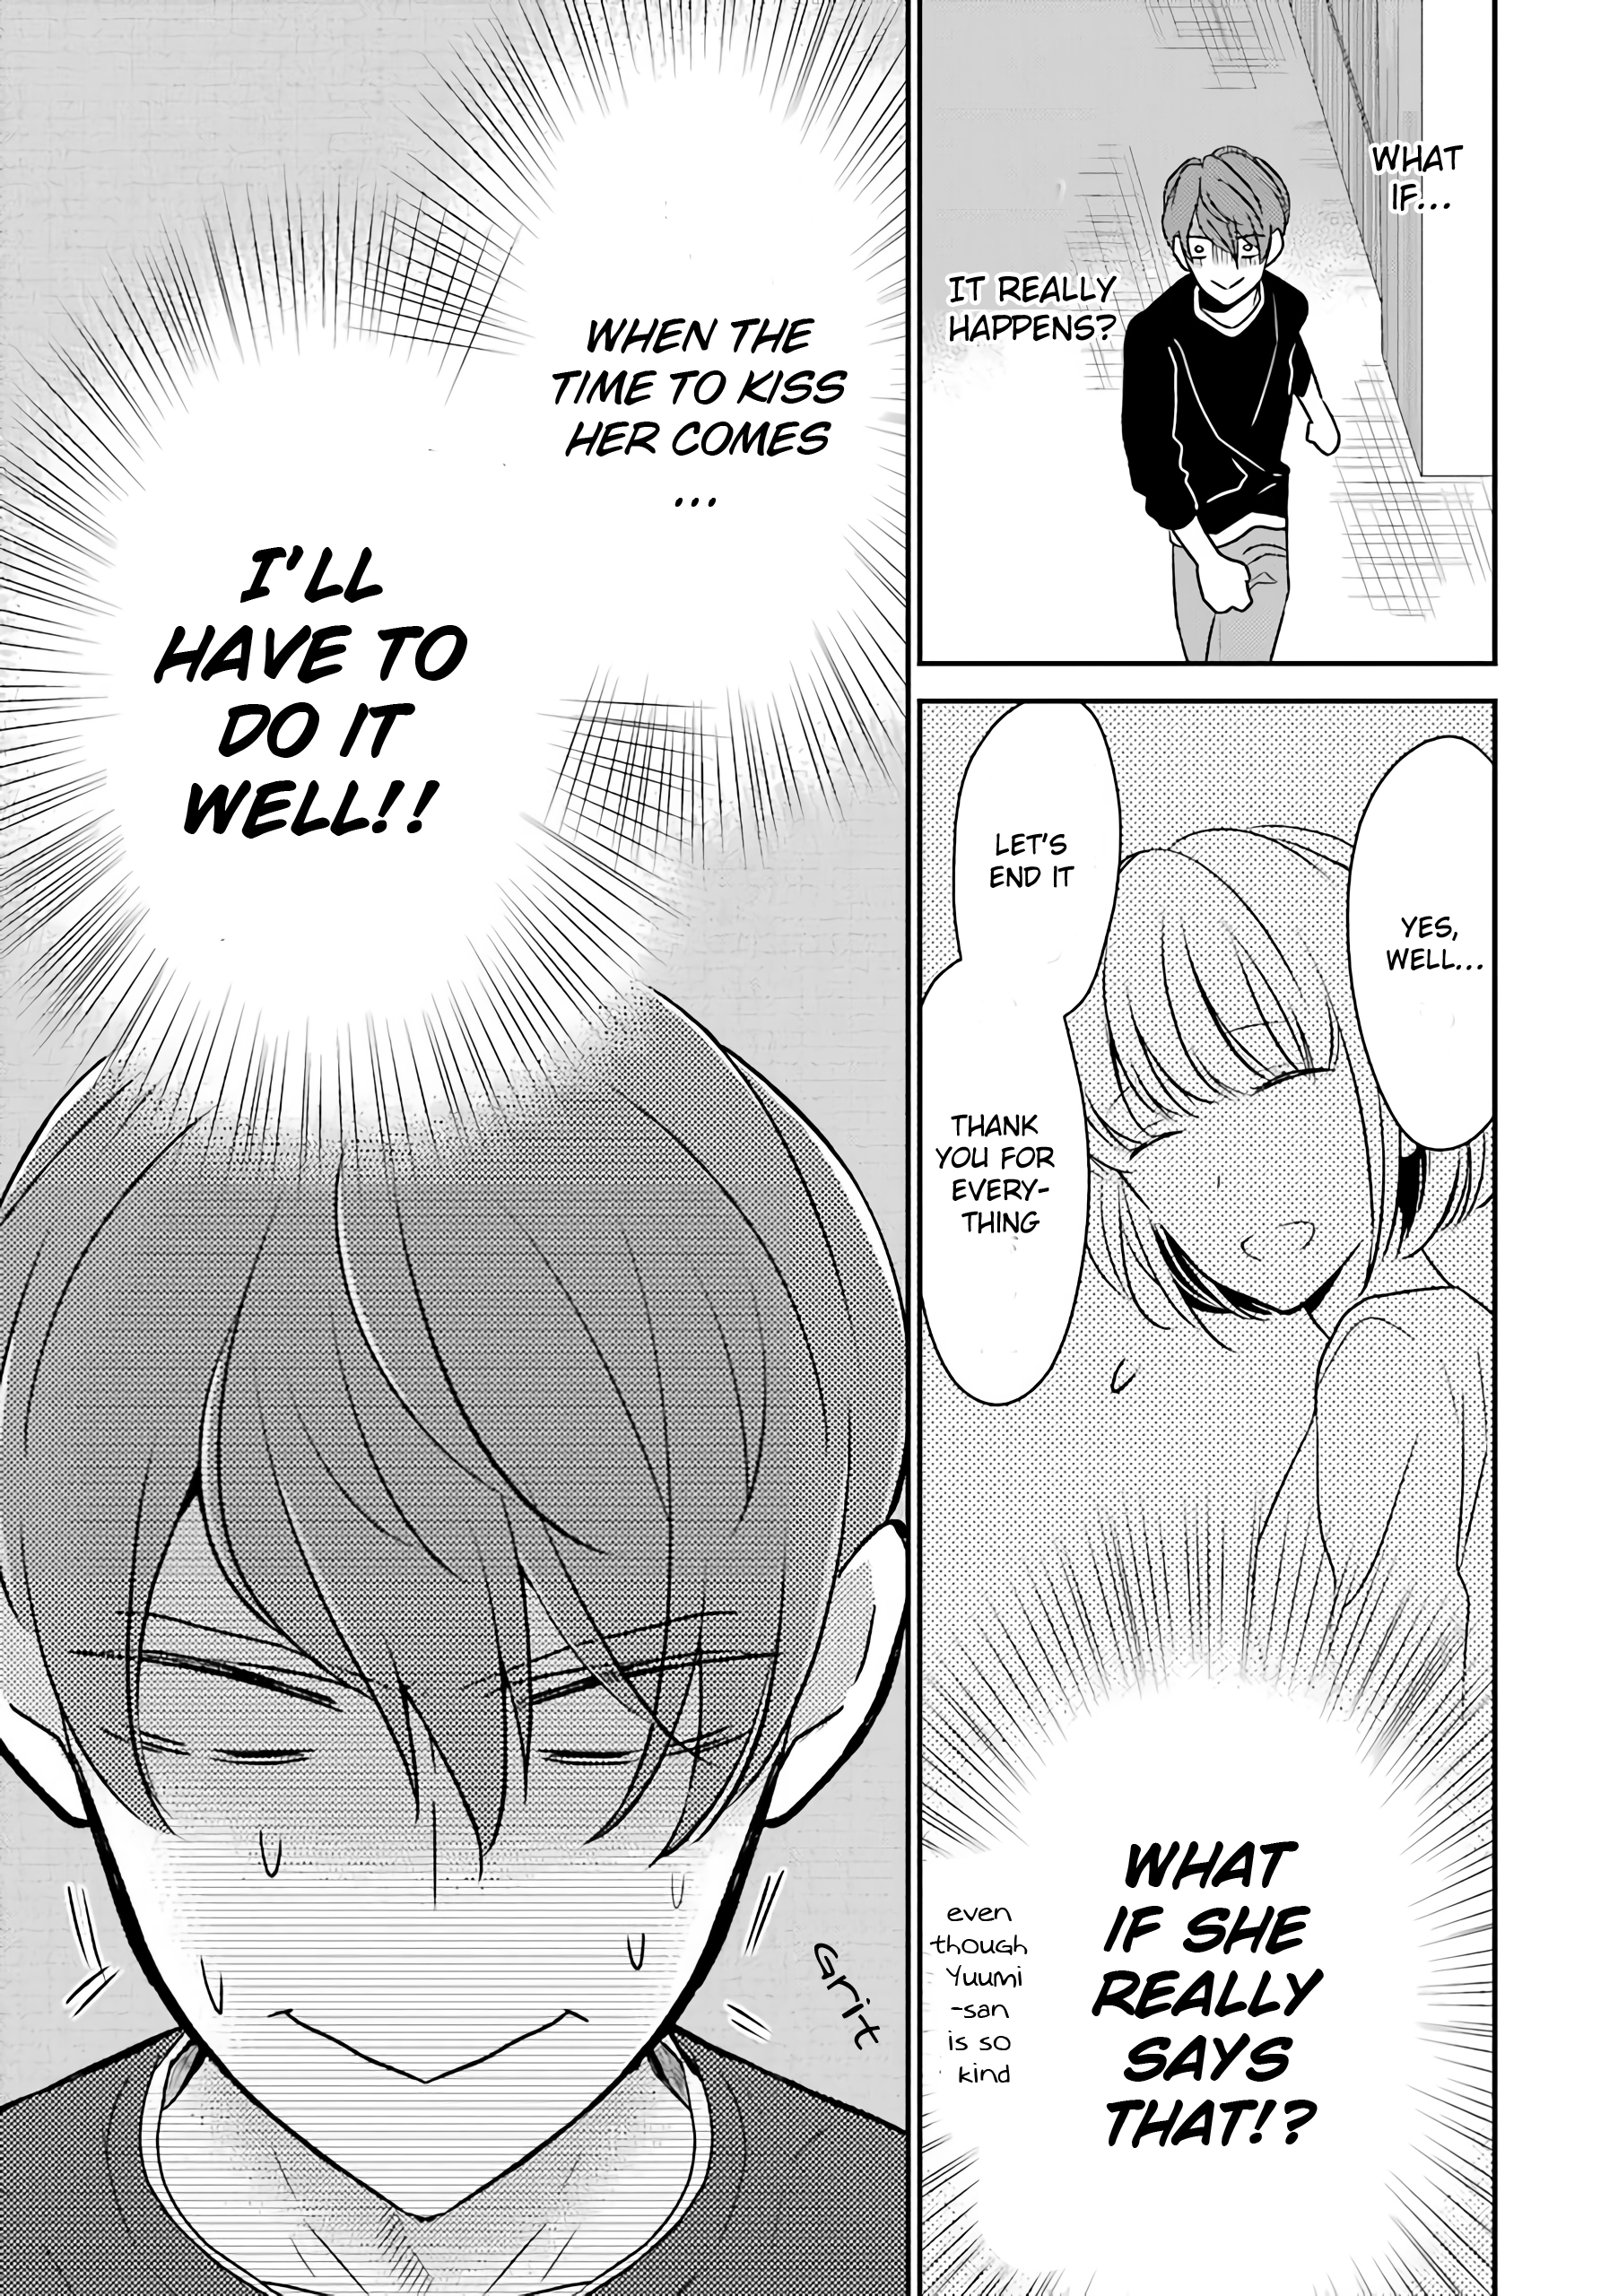 WHAT
IF...
IT REALLY
HAPPENS?
YES,
WELL...
LET'S
END IT
THANK
YOU FOR
EVERY-
THING
WHAT
IF SHE
REALLY
SAYS
THAT!?
even
though
Yuumi
-san
is so
kind
WHEN THE
TIME TO KISS
HER COMES
...
I'LL
HAVE TO
DO IT
WELL!!
Grit